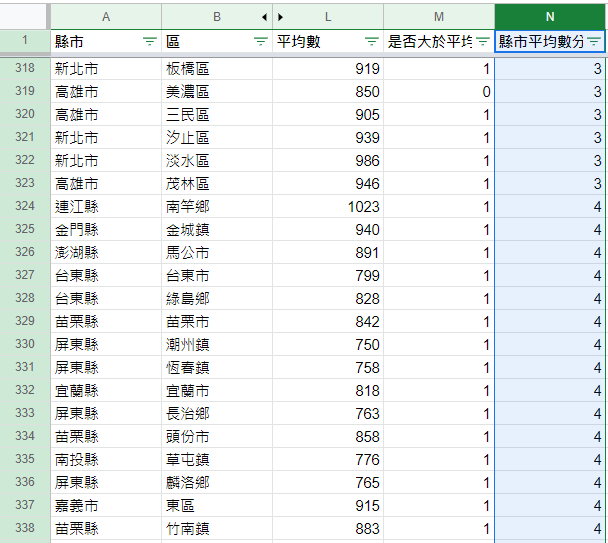 A B L M N
1 縣市 區 平均數 是否大於平均 縣市平均數分
318 新北市 板橋區 919 1 3
319 高雄市 美濃區 850 0 3
320 高雄市 三民區 905 1 3
321 新北市 汐止區 939 1 3
322 新北市 淡水區 986 1 3
323 高雄市 茂林區 946 1 3
324 連江縣 南竿鄉 1023 1 4
325 金門縣 金城鎮 940 1 4
326 澎湖縣 馬公市 891 1 4
327 台東縣 台東市 799 1 4
328 台東縣 綠島鄉 828 1 4
329 苗栗縣 苗栗市 842 1 4
330 屏東縣 潮州鎮 750 1 4
331 屏東縣 恆春鎮 758 1 4
332 宜蘭縣 宜蘭市 818 1 4
333 屏東縣 長治鄉 763 1 4
334 苗栗縣 頭份市 858 1 4
335 南投縣 草屯鎮 776 1 4
336 屏東縣 麟洛鄉 765 1 4
337 嘉義市 東區 915 1 4
338 苗栗縣 竹南鎮 883 1 4